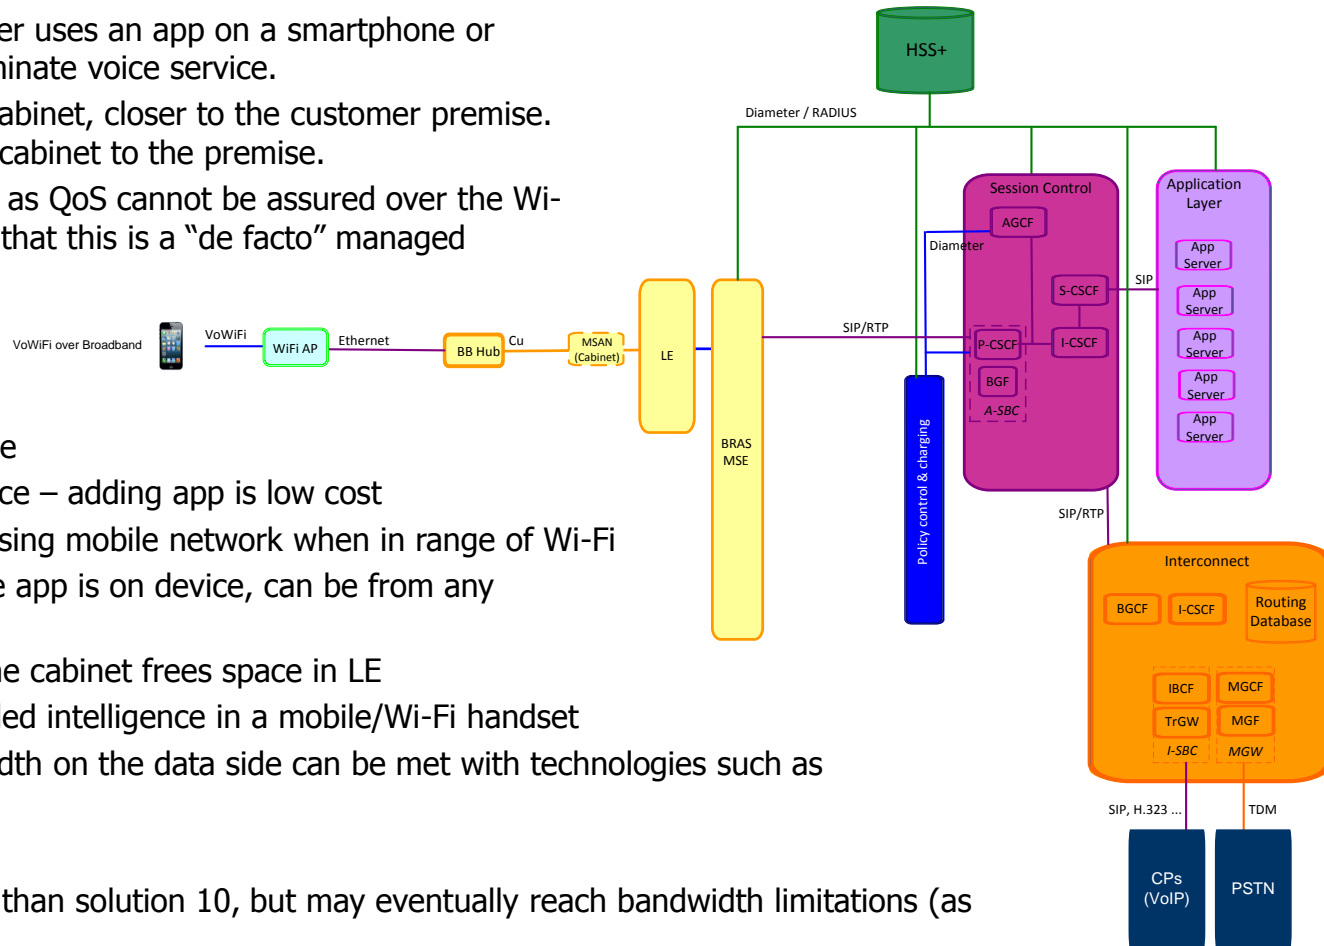 er uses an app on a smartphone or
ninate voice service.
abinet, closer to the customer premise.
cabinet to the premise.
as QoS cannot be assured over the Wi-
that this is a “de facto” managed
HSS+
Diameter / RADIUS
Session Control
AGCF
Diameter
S-CSCF
P-CSCF
I-CSCF
BGF
A-SBC
SIP
Application
Layer
App
Server
App
Server
App
Server
App
Server
App
Server
VoWiFi over Broadband
VoWiFi
WiFi AP
Ethernet
BB Hub
Cu
MSAN
(Cabinet)
LE
BRAS
MSE
SIP/RTP
Policy control & charging
SIP/RTP
e
ce – adding app is low cost
sing mobile network when in range of Wi-Fi
e app is on device, can be from any
ne cabinet frees space in LE
led intelligence in a mobile/Wi-Fi handset
dth on the data side can be met with technologies such as
than solution 10, but may eventually reach bandwidth limitations (as
Interconnect
BGCF
I-CSCF
Routing
Database
IBCF
MGCF
TrGW
MGF
I-SBC
MGW
SIP, H.323 ...
TDM
CPs
(VoIP)
PSTN